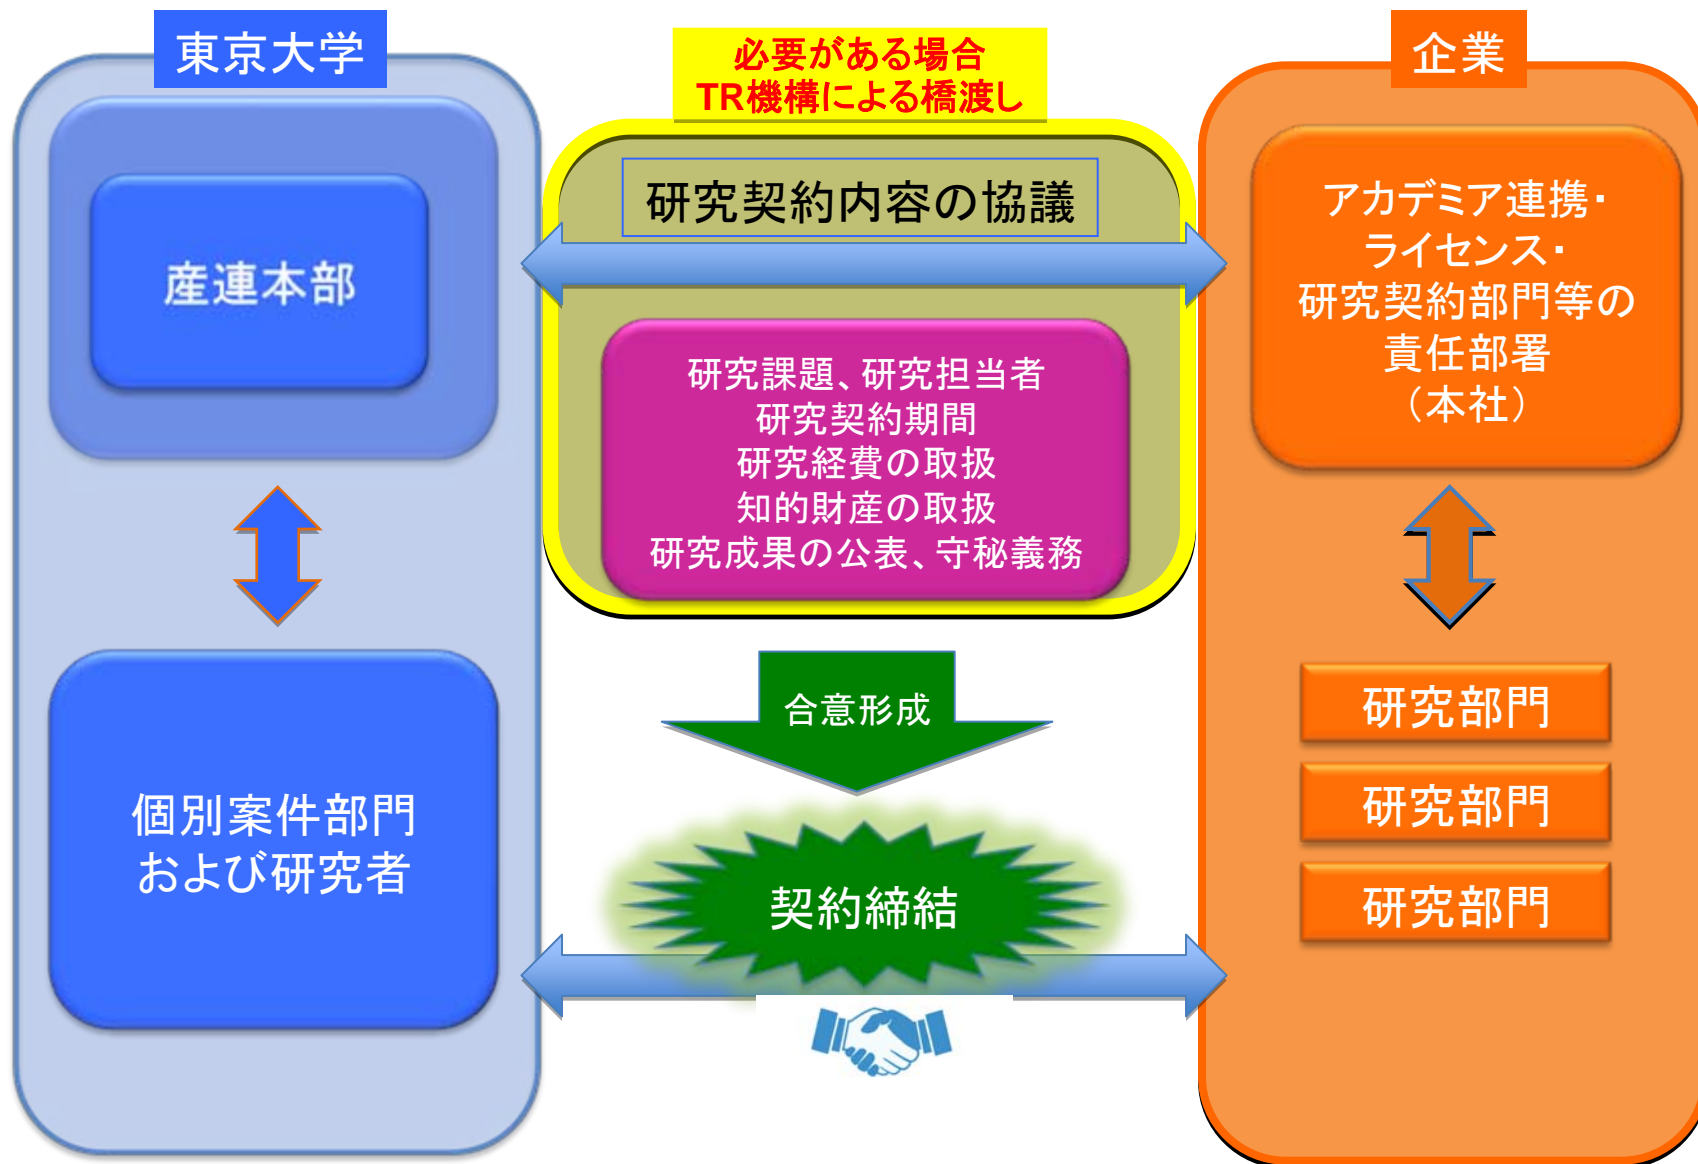 東京大学
産連本部
個別案件部門
および研究者
必要がある場合
TR機構による橋渡し
研究契約内容の協議
研究課題、研究担当者
研究契約期間
研究経費の取扱
知的財産の取扱
研究成果の公表、守秘義務
合意形成
契約締結
企業
アカデミア連携・
ライセンス・
研究契約部門等の
責任部署
（本社）
研究部門
研究部門
研究部門